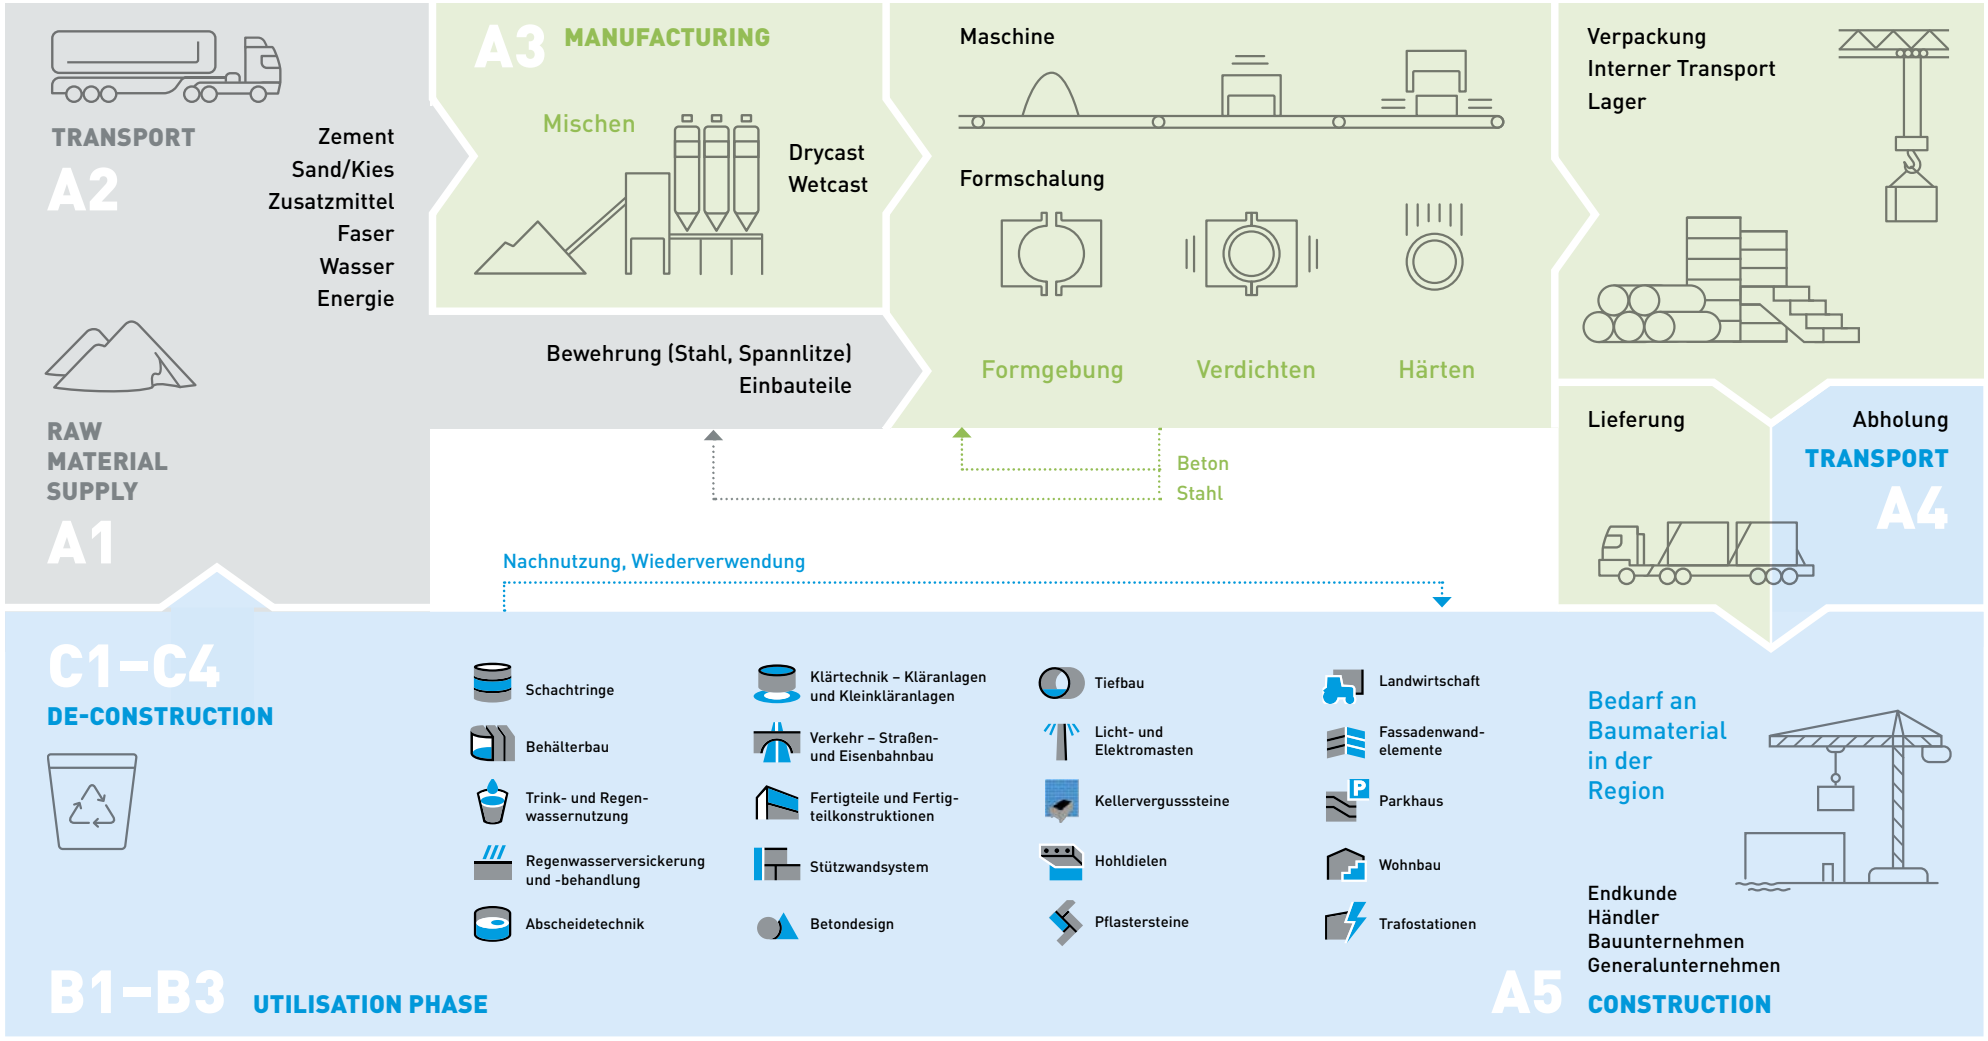 TRANSPORT
A2
Zement
Sand/Kies
Zusatzmittel
Faser
Wasser
Energie
RAW
MATERIAL
SUPPLY
A1
A3 MANUFACTURING
Mischen
Drycast
Wetcast
Bewehrung (Stahl, Spannlitze)
Einbauteile
Maschine
Formschalung
Formgebung
Verdichten
Härten
Verpackung
Interner Transport
Lager
Lieferung
Abholung
TRANSPORT
A4
Beton
Stahl
Nachnutzung, Wiederverwendung
C1–C4
DE-CONSTRUCTION
Schachtringe
Behälterbau
Trink- und Regen-
wassernutzung
Regenwasserversickerung
und -behandlung
Abscheidetechnik
Klärtechnik – Kläranlagen
und Kleinkläranlagen
Verkehr – Straßen-
und Eisenbahnbau
Fertigteile und Fertig-
teilkonstruktionen
Stützwandsystem
Betondesign
Tiefbau
Licht- und
Elektromasten
Kellervergusssteine
Hohldielen
Pflastersteine
Landwirtschaft
Fassadenwand-
elemente
P
Parkhaus
Wohnbau
Trafostationen
Bedarf an
Baumaterial
in der
Region
Endkunde
Händler
Bauunternehmen
Generalunternehmen
B1–B3 UTILISATION PHASE
A5 CONSTRUCTION